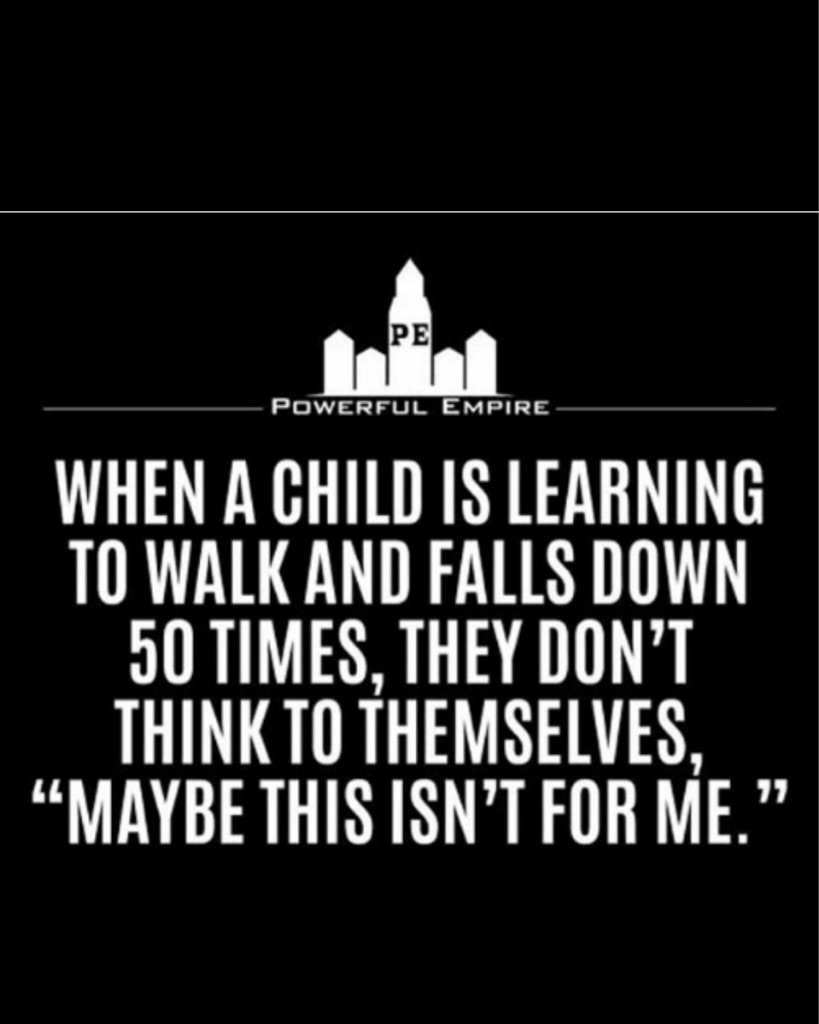 PE
POWERFUL EMPIRE
WHEN A CHILD IS LEARNING
TO WALK AND FALLS DOWN
50 TIMES, THEY DON’T
THINK TO THEMSELVES,
“MAYBE THIS ISN’T FOR ME.”